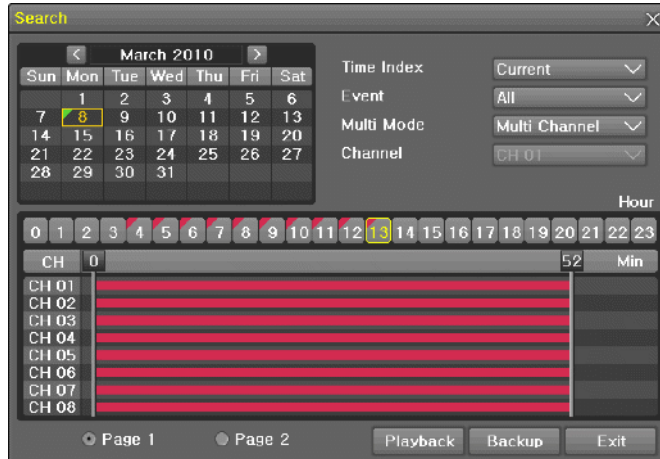 Search
March 2010
Sun Mon Tue Wed Thu Fri Sat
1 2 3 4 5 6
7 8 9 10 11 12 13
14 15 16 17 18 19 20
21 22 23 24 25 26 27
28 29 30 31
Time Index Current
Event All
Multi Mode Multi Channel
Channel CH 01
Hour
0 1 2 3 4 5 6 7 8 9 10 11 12 13 14 15 16 17 18 19 20 21 22 23
CH 0 52 Min
CH 01
CH 02
CH 03
CH 04
CH 05
CH 06
CH 07
CH 08
Page 1 Page 2 Playback Backup Exit